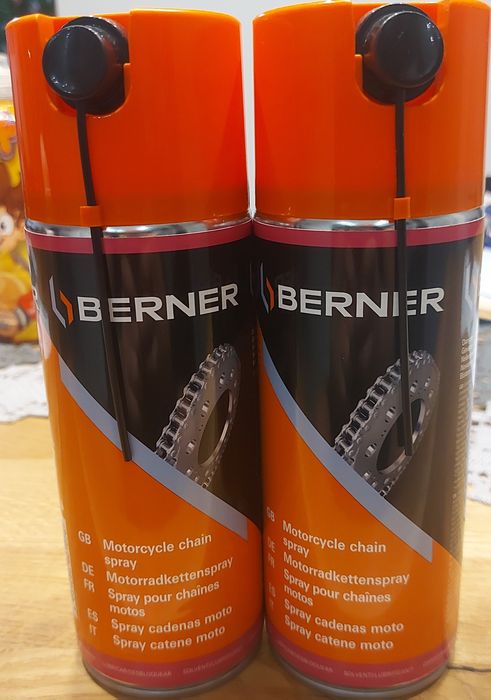 BERNER
GB Motorcycle chain
spray
DE Motorradkettenspray
FR Spray pour chaînes
motos
ES Spray cadenas moto
IT Spray catene moto
BERNER
GB Motorcycle chain
spray
DE Motorradkettenspray
FR Spray pour chaînes
motos
ES Spray cadenas moto
IT Spray catene moto